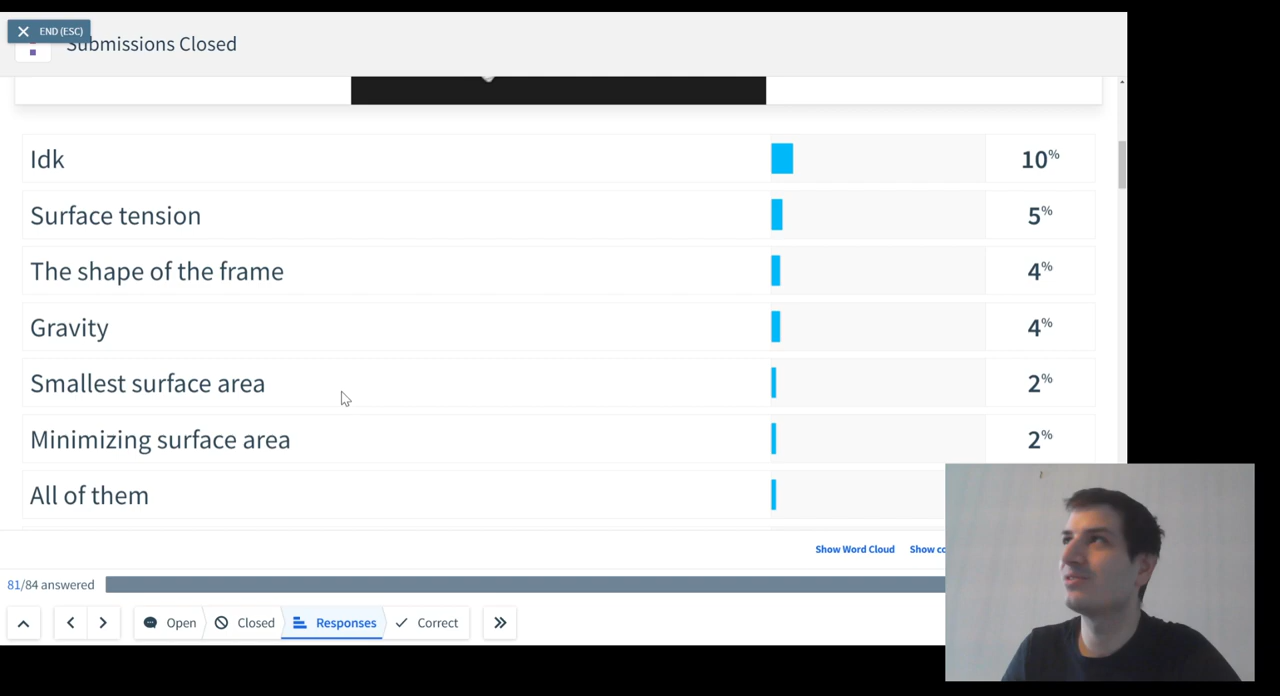 END (ESC)
Submissions Closed
Idk 10%
Surface tension 5%
The shape of the frame 4%
Gravity 4%
Smallest surface area 2%
Minimizing surface area 2%
All of them
Show Word Cloud Show
81/84 answered
Open Closed Responses Correct